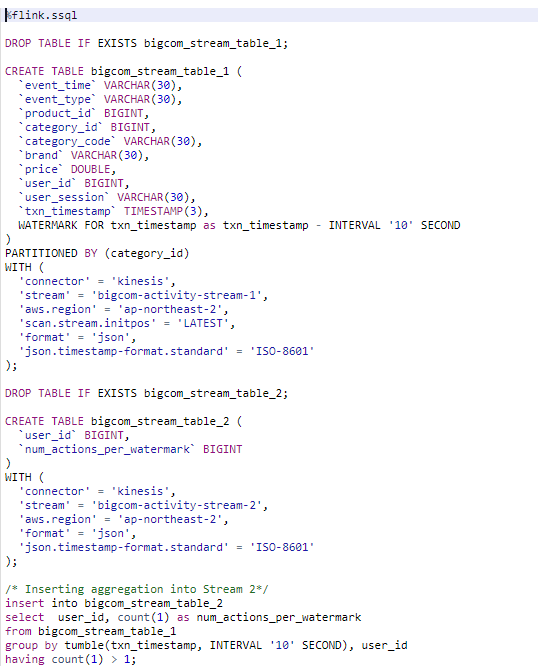 %flink.ssql

DROP TABLE IF EXISTS bigcom_stream_table_1;

CREATE TABLE bigcom_stream_table_1 (
  `event_time` VARCHAR(30),
  `event_type` VARCHAR(30),
  `product_id` BIGINT,
  `category_id` BIGINT,
  `category_code` VARCHAR(30),
  `brand` VARCHAR(30),
  `price` DOUBLE,
  `user_id` BIGINT,
  `user_session` VARCHAR(30),
  `txn_timestamp` TIMESTAMP(3),
  WATERMARK FOR txn_timestamp as txn_timestamp - INTERVAL '10' SECOND
)
PARTITIONED BY (category_id)
WITH (
  'connector' = 'kinesis',
  'stream' = 'bigcom-activity-stream-1',
  'aws.region' = 'ap-northeast-2',
  'scan.stream.initpos' = 'LATEST',
  'format' = 'json',
  'json.timestamp-format.standard' = 'ISO-8601'
);

DROP TABLE IF EXISTS bigcom_stream_table_2;

CREATE TABLE bigcom_stream_table_2 (
  `user_id` BIGINT,
  `num_actions_per_watermark` BIGINT
)
WITH (
  'connector' = 'kinesis',
  'stream' = 'bigcom-activity-stream-2',
  'aws.region' = 'ap-northeast-2',
  'format' = 'json',
  'json.timestamp-format.standard' = 'ISO-8601'
);

/* Inserting aggregation into Stream 2*/
insert into bigcom_stream_table_2
select  user_id, count(1) as num_actions_per_watermark
from bigcom_stream_table_1
group by tumble(txn_timestamp, INTERVAL '10' SECOND), user_id
having count(1) > 1;